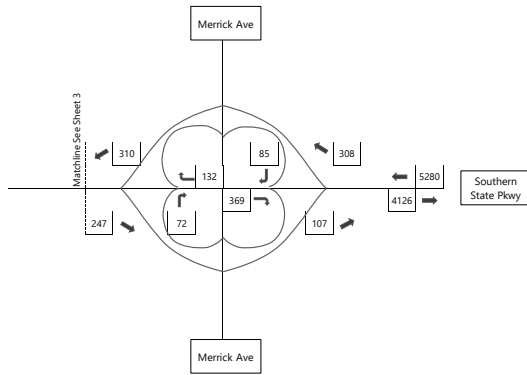 Merrick Ave
Matchline See Sheet 3
310
132
85
308
5280
Southern
State Pkwy
247
72
369
107
4126
Merrick Ave